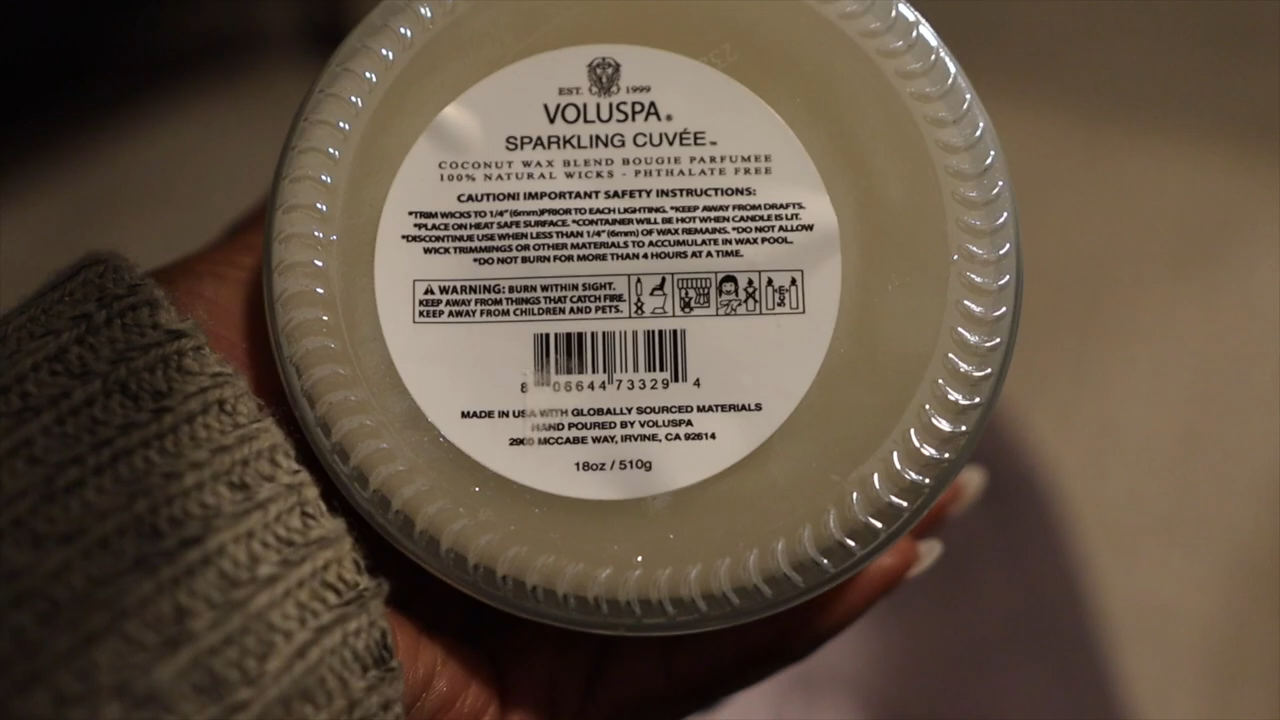 EST. 1999
VOLUSPA®
SPARKLING CUVÉE™
COCONUT WAX BLEND BOUGIE PARFUMEE
100% NATURAL WICKS - PHTHALATE FREE
CAUTION! IMPORTANT SAFETY INSTRUCTIONS:
*TRIM WICKS TO 1/4" (6mm)PRIOR TO EACH LIGHTING. *KEEP AWAY FROM DRAFTS.
*PLACE ON HEAT SAFE SURFACE. *CONTAINER WILL BE HOT WHEN CANDLE IS LIT.
*DISCONTINUE USE WHEN LESS THAN 1/4" (6mm) OF WAX REMAINS. *DO NOT ALLOW
WICK TRIMMINGS OR OTHER MATERIALS TO ACCUMULATE IN WAX POOL.
*DO NOT BURN FOR MORE THAN 4 HOURS AT A TIME.
WARNING: BURN WITHIN SIGHT.
KEEP AWAY FROM THINGS THAT CATCH FIRE.
KEEP AWAY FROM CHILDREN AND PETS.
5cm
8 06644 73329 4
MADE IN USA WITH GLOBALLY SOURCED MATERIALS
HAND POURED BY VOLUSPA
2900 MCCABE WAY, IRVINE, CA 92614
18oz / 510g